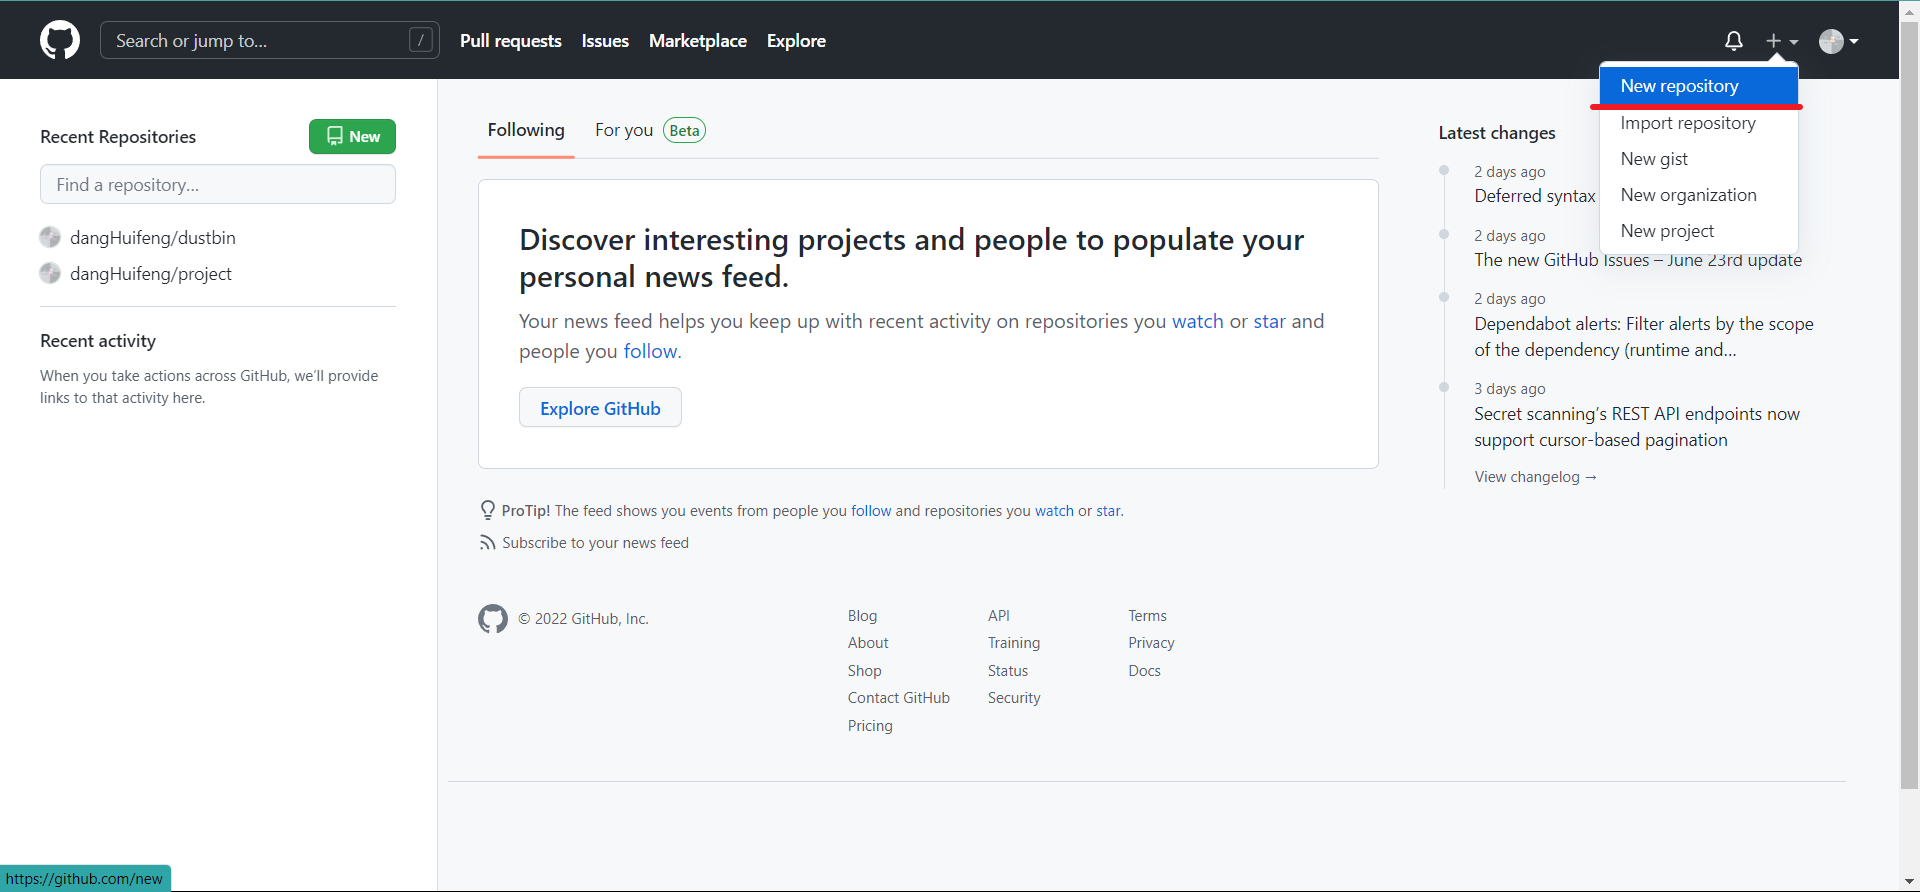 Search or jump to...
/
Pull requests
Issues
Marketplace
Explore
New repository
Import repository
New gist
New organization
New project
Recent Repositories
New
Find a repository...
dangHuifeng/dustbin
dangHuifeng/project
Recent activity
When you take actions across GitHub, we’ll provide
links to that activity here.
Following
For you
Beta
Discover interesting projects and people to populate your
personal news feed.
Your news feed helps you keep up with recent activity on repositories you watch or star and
people you follow.
Explore GitHub
ProTip! The feed shows you events from people you follow and repositories you watch or star.
Subscribe to your news feed
Latest changes
2 days ago
Deferred syntax
2 days ago
The new GitHub Issues – June 23rd update
2 days ago
Dependabot alerts: Filter alerts by the scope
of the dependency (runtime and...
3 days ago
Secret scanning’s REST API endpoints now
support cursor-based pagination
View changelog →
© 2022 GitHub, Inc.
Blog
About
Shop
Contact GitHub
Pricing
API
Training
Status
Security
Terms
Privacy
Docs
https://github.com/new